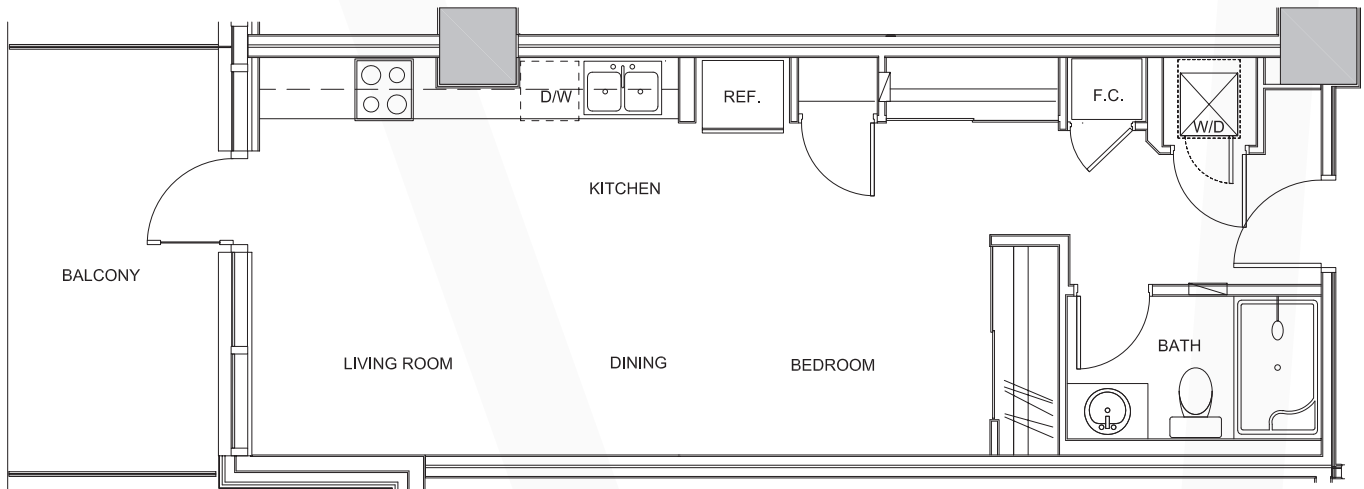 D/W
REF.
F.C.
W/D
KITCHEN
BALCONY
LIVING ROOM
DINING
BEDROOM
BATH